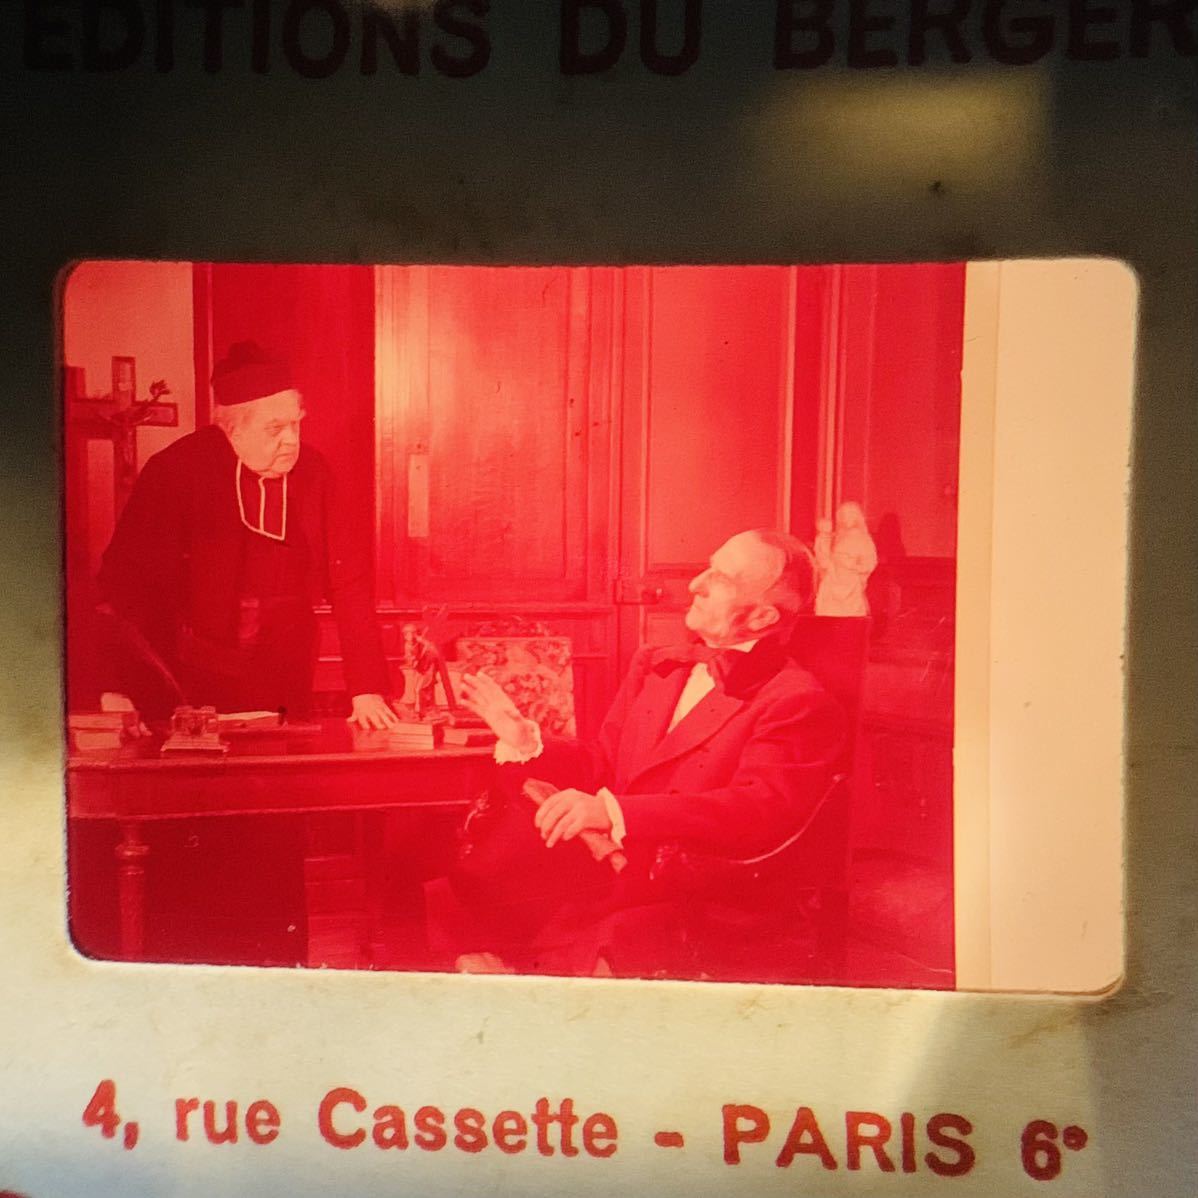 EDITIONS DU BERGER
4, rue Cassette - PARIS 6e